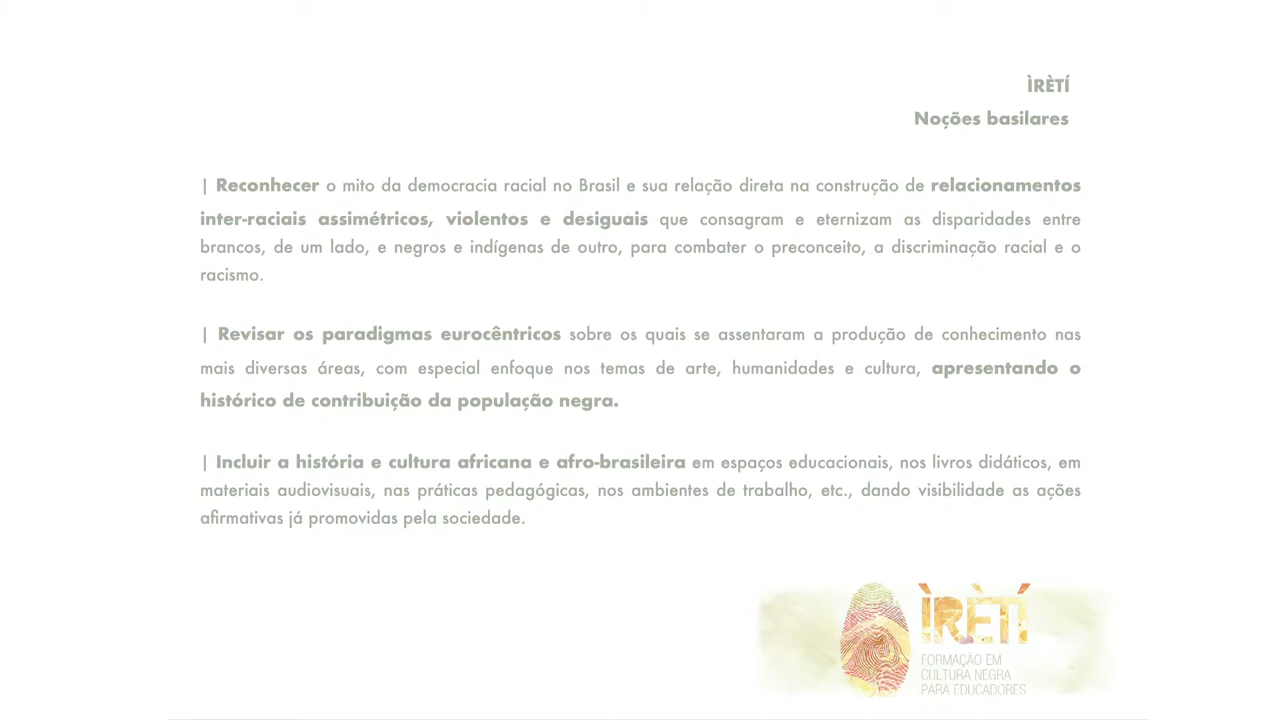 ÌRÈTÍ
Noções basilares
| Reconhecer o mito da democracia racial no Brasil e sua relação direta na construção de relacionamentos
inter-raciais assimétricos, violentos e desiguais que consagram e eternizam as disparidades entre
brancos, de um lado, e negros e indígenas de outro, para combater o preconceito, a discriminação racial e o
racismo.
| Revisar os paradigmas eurocêntricos sobre os quais se assentaram a produção de conhecimento nas
mais diversas áreas, com especial enfoque nos temas de arte, humanidades e cultura, apresentando o
histórico de contribuição da população negra.
| Incluir a história e cultura africana e afro-brasileira em espaços educacionais, nos livros didáticos, em
materiais audiovisuais, nas práticas pedagógicas, nos ambientes de trabalho, etc., dando visibilidade as ações
afirmativas já promovidas pela sociedade.
ÌRÈTÍ
FORMAÇÃO EM
CULTURA NEGRA
PARA EDUCADORES